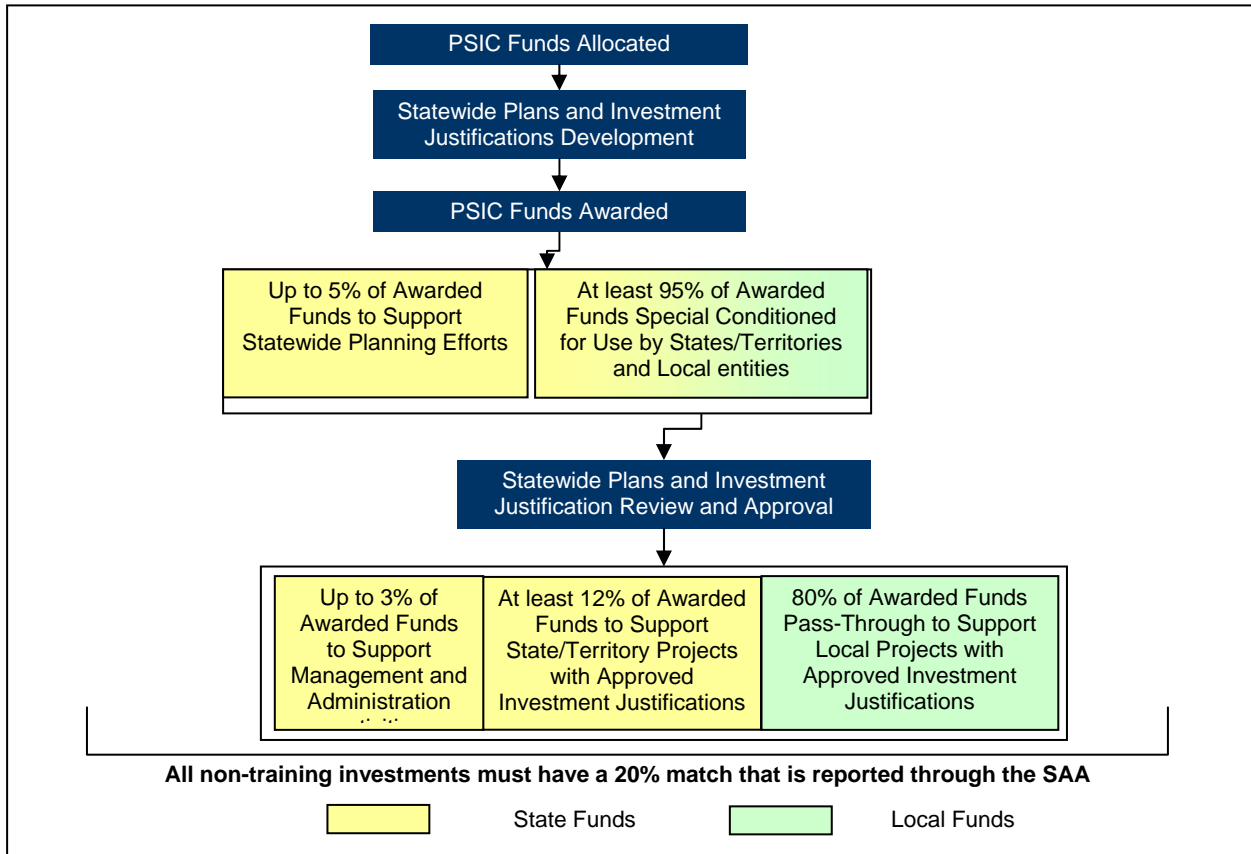 PSIC Funds Allocated
Statewide Plans and Investment
Justifications Development
PSIC Funds Awarded
Up to 5% of Awarded
Funds to Support
Statewide Planning Efforts
At least 95% of Awarded
Funds Special Conditioned
for Use by States/Territories
and Local entities
Statewide Plans and Investment
Justification Review and Approval
Up to 3% of
Awarded Funds
to Support
Management and
Administration
At least 12% of Awarded
Funds to Support
State/Territory Projects
with Approved
Investment Justifications
80% of Awarded Funds
Pass-Through to Support
Local Projects with
Approved Investment
Justifications
All non-training investments must have a 20% match that is reported through the SAA
State Funds
Local Funds